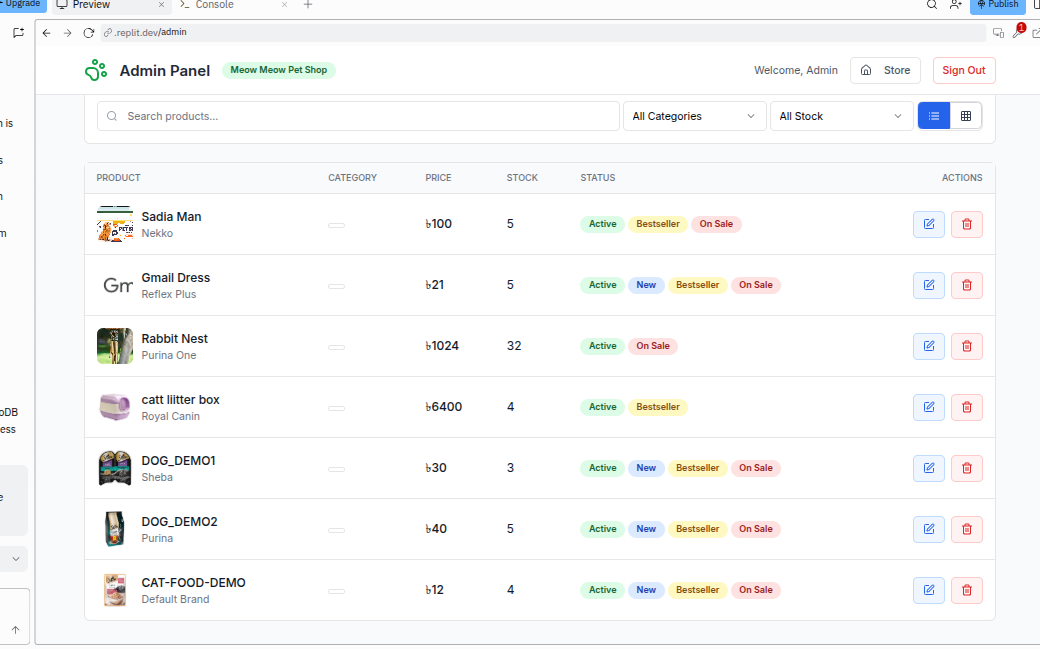 Upgrade
Preview
Console
Publish
.replit.dev/admin
1
Admin Panel
Meow Meow Pet Shop
Welcome, Admin
Store
Sign Out
Search products...
All Categories
All Stock
PRODUCT CATEGORY PRICE STOCK STATUS ACTIONS
Sadia Man
Nekko
৳100 5 Active Bestseller On Sale
Gmail Dress
Reflex Plus
৳21 5 Active New Bestseller On Sale
Rabbit Nest
Purina One
৳1024 32 Active On Sale
catt liitter box
Royal Canin
৳6400 4 Active Bestseller
DOG_DEMO1
Sheba
৳30 3 Active New Bestseller On Sale
DOG_DEMO2
Purina
৳40 5 Active New Bestseller On Sale
CAT-FOOD-DEMO
Default Brand
৳12 4 Active New Bestseller On Sale